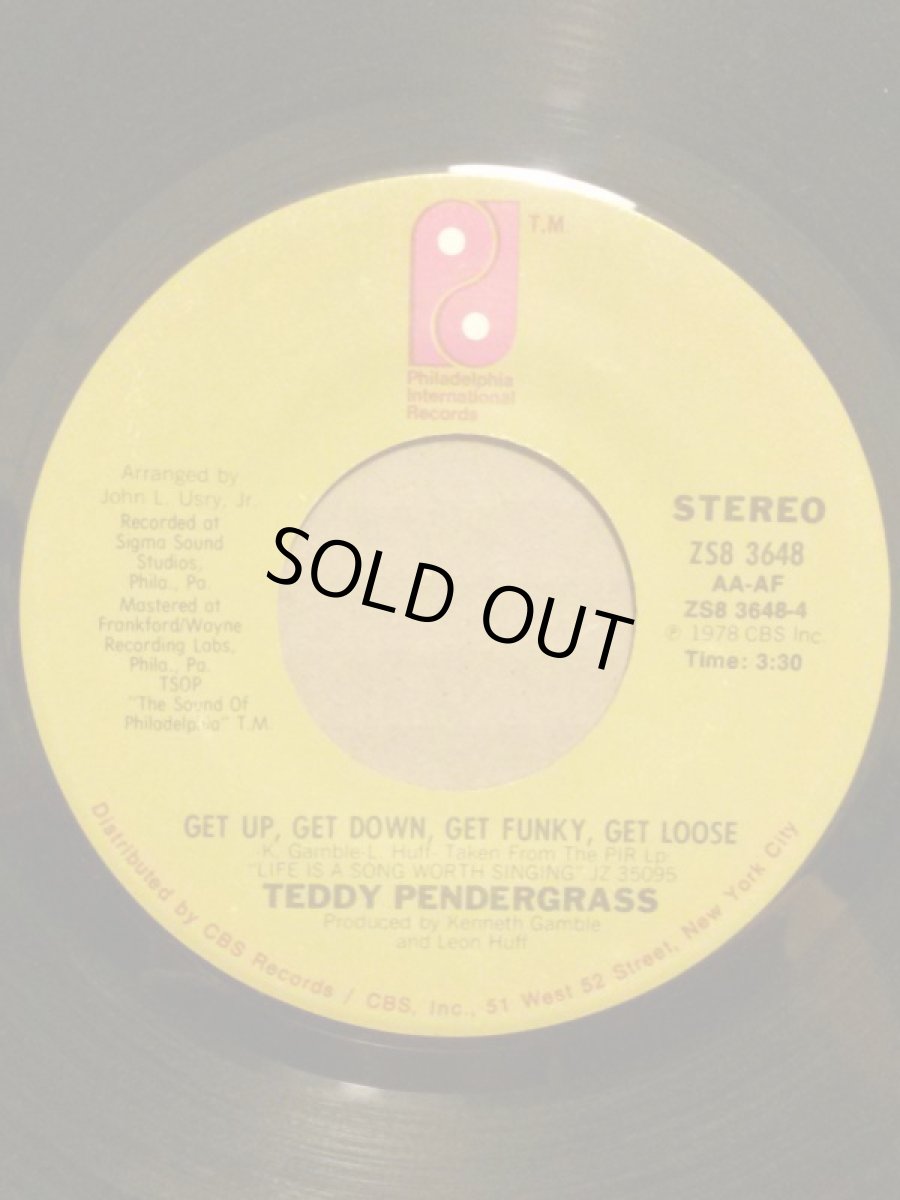 T.M.
Philadelphia
International
Records
Arranged by
John L. Usry, Jr.
Recorded at
Sigma Sound
Studios,
Phila., Pa.
Mastered at
Frankford/Wayne
Recording Labs,
Phila., Pa.
TSOP
"The Sound Of
Philadelphia" T.M.
STEREO
ZS8 3648
AA-AF
ZS8 3648-4
℗ 1978 CBS Inc.
Time: 3:30
SOLD OUT
GET UP, GET DOWN, GET FUNKY, GET LOOSE
-K. Gamble-L. Huff- Taken From The PIR Lp-
"LIFE IS A SONG WORTH SINGING" JZ 35095
TEDDY PENDERGRASS
Produced by Kenneth Gamble
and Leon Huff
Distributed by CBS Records / CBS, Inc., 51 West 52 Street, New York City